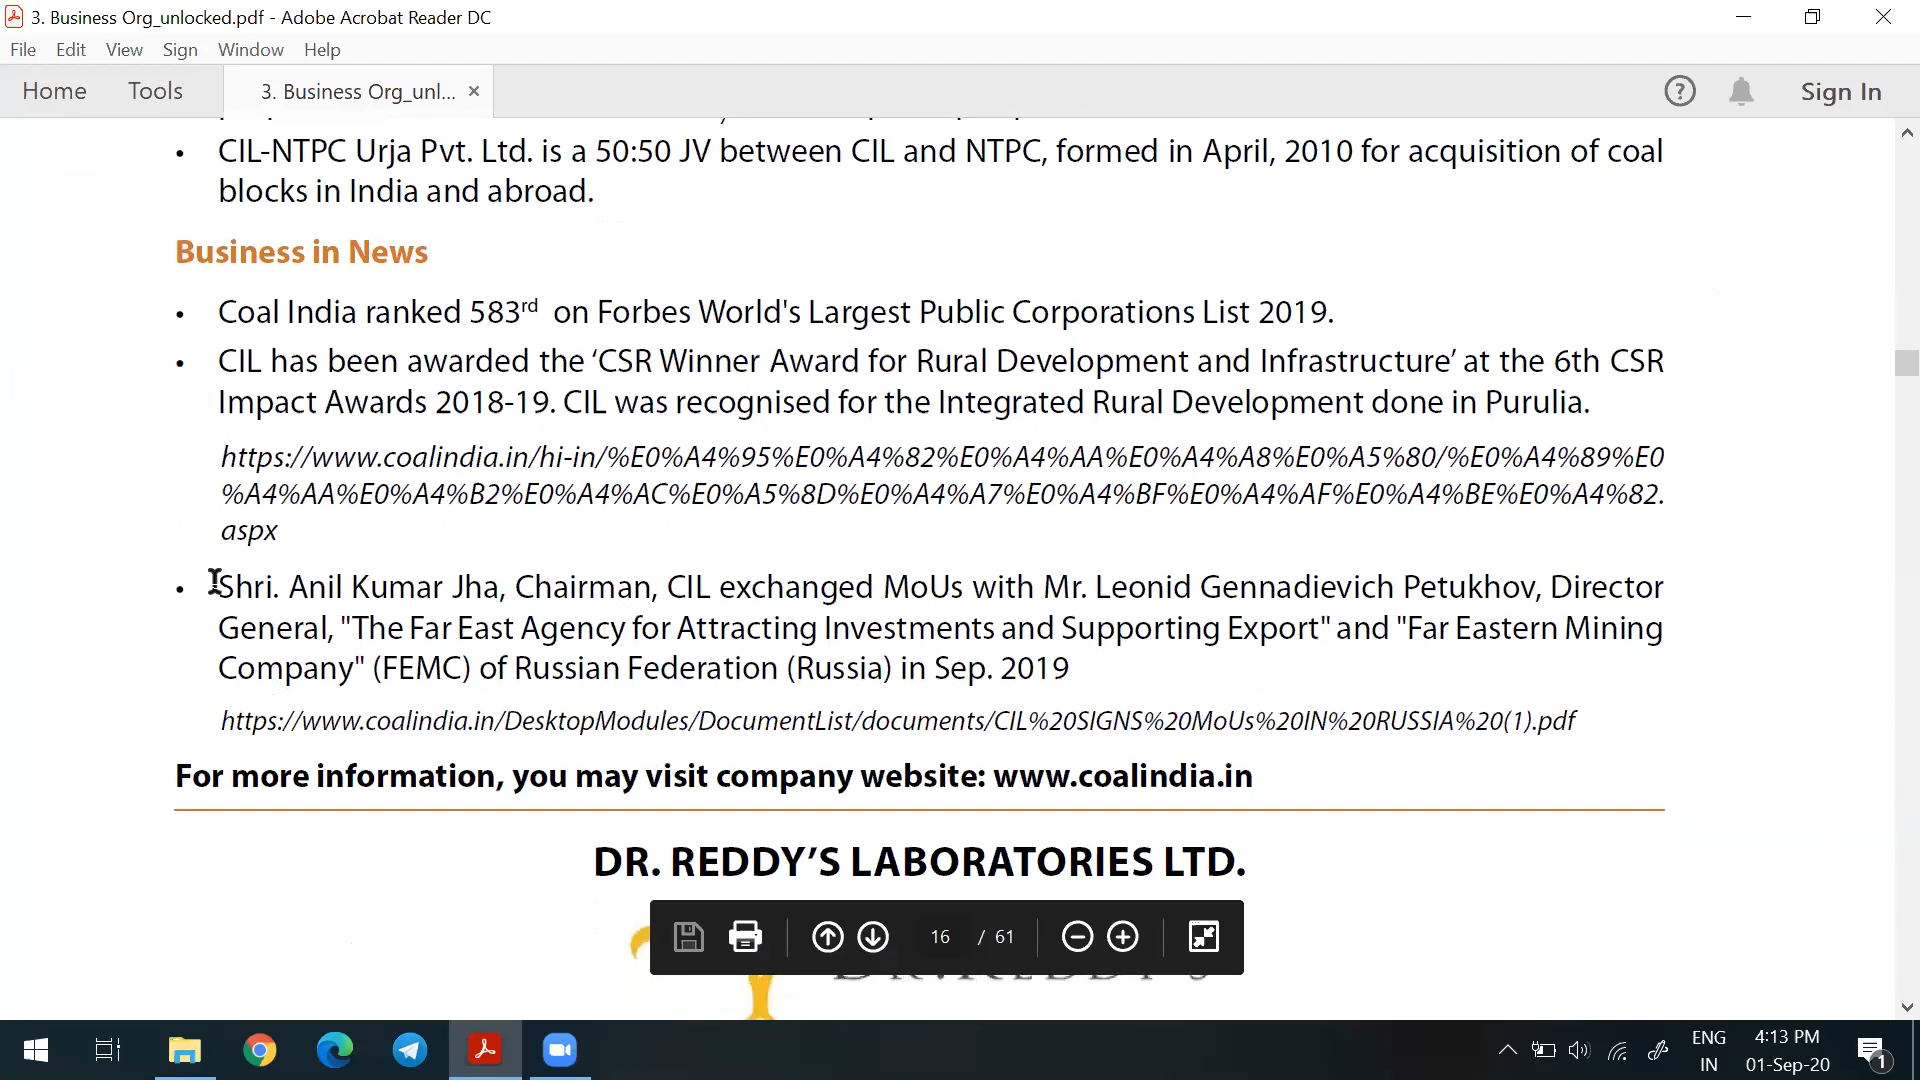 3. Business Org_unlocked.pdf - Adobe Acrobat Reader DC
File Edit View Sign Window Help
Home Tools 3. Business Org_unl... × Sign In
• CIL-NTPC Urja Pvt. Ltd. is a 50:50 JV between CIL and NTPC, formed in April, 2010 for acquisition of coal
blocks in India and abroad.
Business in News
• Coal India ranked 583rd on Forbes World's Largest Public Corporations List 2019.
• CIL has been awarded the ‘CSR Winner Award for Rural Development and Infrastructure’ at the 6th CSR
Impact Awards 2018-19. CIL was recognised for the Integrated Rural Development done in Purulia.
https://www.coalindia.in/hi-in/%E0%A4%95%E0%A4%82%E0%A4%AA%E0%A4%A8%E0%A5%80/%E0%A4%89%E0
%A4%AA%E0%A4%B2%E0%A4%AC%E0%A5%8D%E0%A4%A7%E0%A4%BF%E0%A4%AF%E0%A4%BE%E0%A4%82.
aspx
• Shri. Anil Kumar Jha, Chairman, CIL exchanged MoUs with Mr. Leonid Gennadievich Petukhov, Director
General, "The Far East Agency for Attracting Investments and Supporting Export" and "Far Eastern Mining
Company" (FEMC) of Russian Federation (Russia) in Sep. 2019
https://www.coalindia.in/DesktopModules/DocumentList/documents/CIL%20SIGNS%20MoUs%20IN%20RUSSIA%20(1).pdf
For more information, you may visit company website: www.coalindia.in
DR. REDDY’S LABORATORIES LTD.
16 / 61
ENG 4:13 PM
IN 01-Sep-20 1